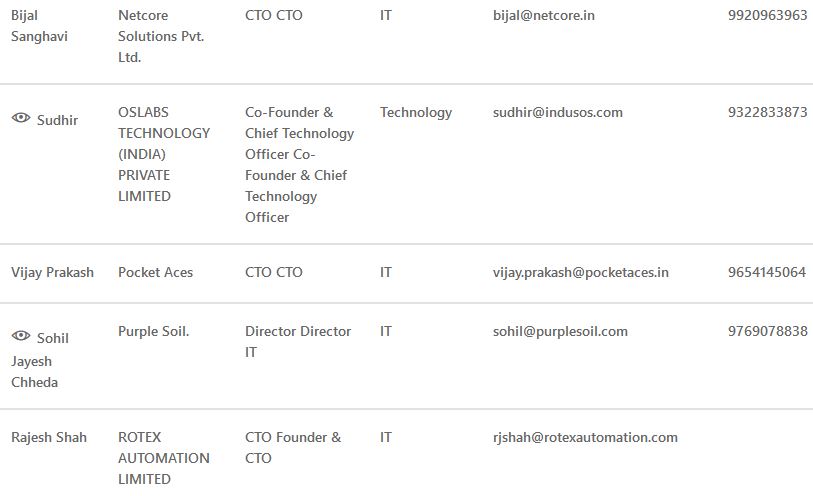 Bijal Sanghavi
Netcore Solutions Pvt. Ltd.
CTO CTO
IT
bijal@netcore.in
9920963963
Sudhir
OSLABS TECHNOLOGY (INDIA) PRIVATE LIMITED
Co-Founder & Chief Technology Officer Co-Founder & Chief Technology Officer
Technology
sudhir@indusos.com
9322833873
Vijay Prakash
Pocket Aces
CTO CTO
IT
vijay.prakash@pocketaces.in
9654145064
Sohil Jayesh Chheda
Purple Soil.
Director Director IT
IT
sohil@purplesoil.com
9769078838
Rajesh Shah
ROTEX AUTOMATION LIMITED
CTO Founder & CTO
IT
rjshah@rotexautomation.com